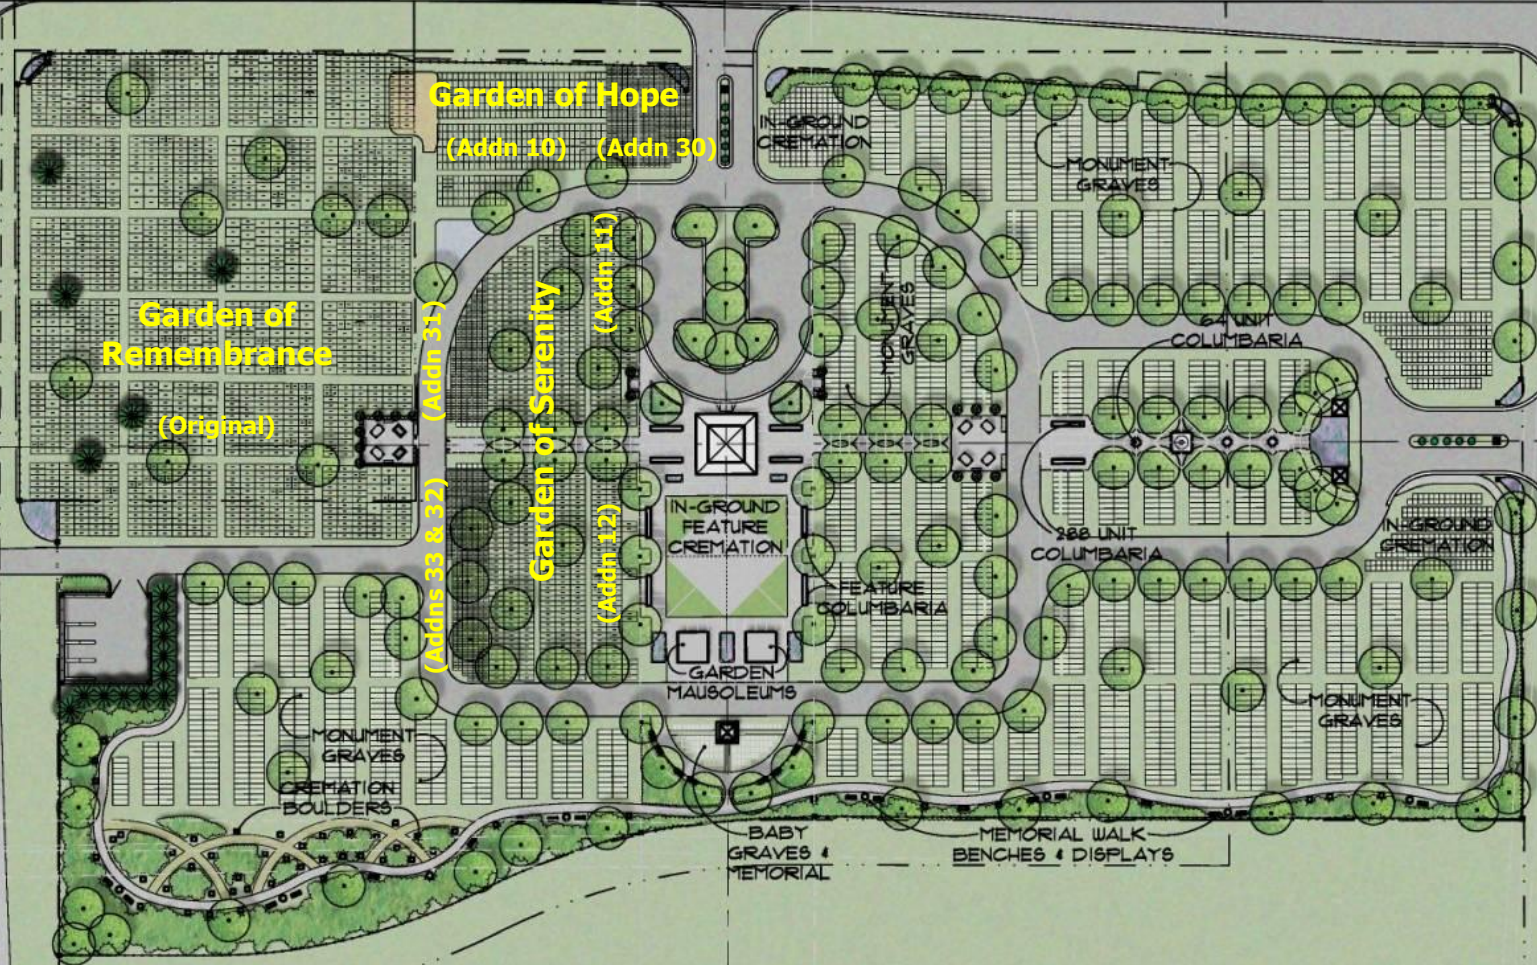 Garden of Hope
(Addn 10)
(Addn 30)
IN-GROUND
CREMATION
MONUMENT
GRAVES
(Addn 11)
Garden of
Remembrance
(Original)
(Addn 31)
Garden of Serenity
MONUMENT
GRAVES
64 UNIT
COLUMBARIA
(Addns 33 & 32)
(Addn 12)
IN-GROUND
FEATURE
CREMATION
288 UNIT
COLUMBARIA
IN-GROUND
CREMATION
FEATURE
COLUMBARIA
GARDEN
MAUSOLEUMS
MONUMENT
GRAVES
MONUMENT
GRAVES
CREMATION
BOULDERS
BABY
GRAVES &
MEMORIAL
MEMORIAL WALK
BENCHES & DISPLAYS